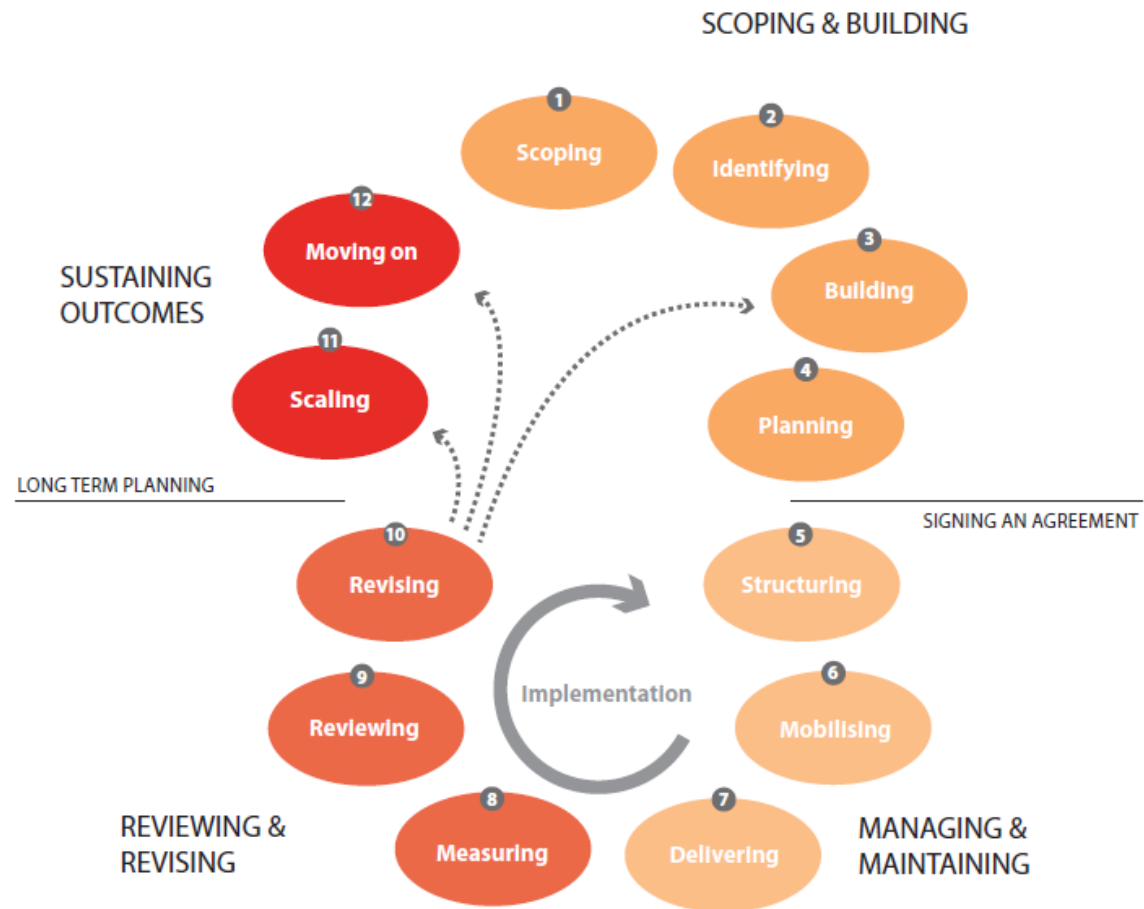 SCOPING & BUILDING
1
Scoping
2
Identifying
3
Building
4
Planning
SIGNING AN AGREEMENT
5
Structuring
6
Mobilising
7
Delivering
MANAGING &
MAINTAINING
Implementation
8
Measuring
9
Reviewing
10
Revising
REVIEWING &
REVISING
LONG TERM PLANNING
11
Scaling
12
Moving on
SUSTAINING
OUTCOMES